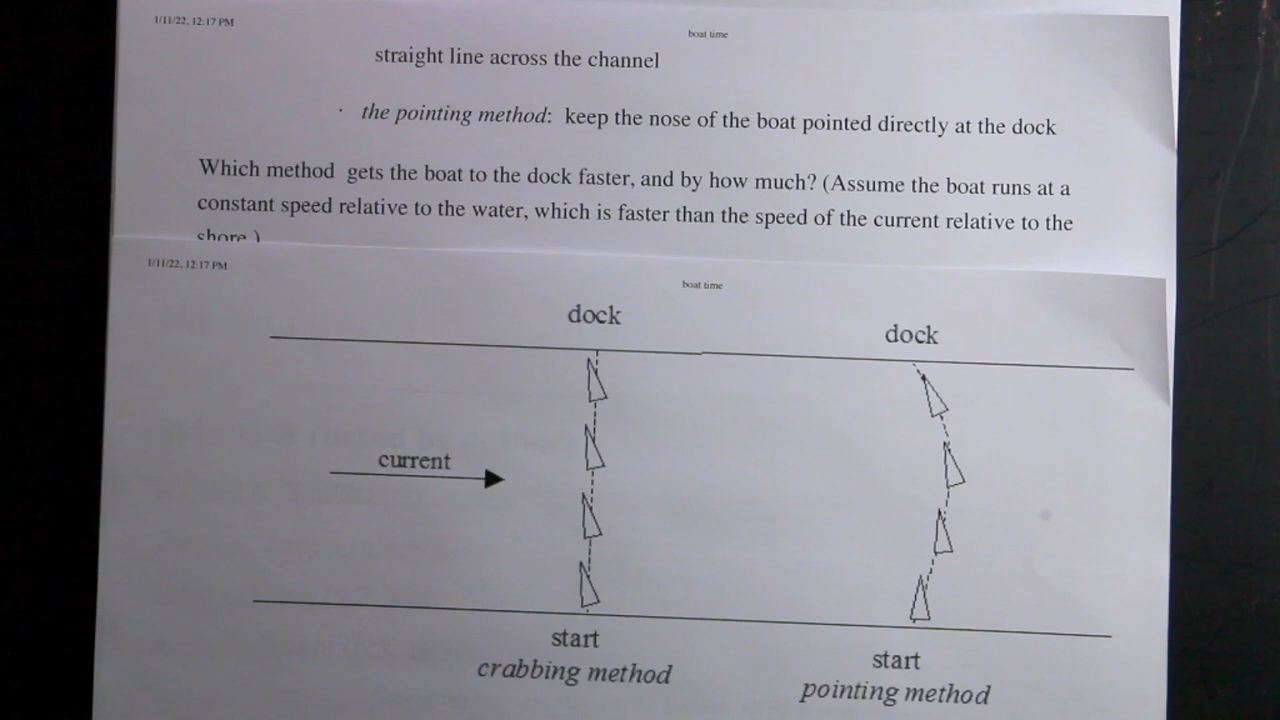 1/11/22, 12:17 PM
boat time
straight line across the channel
· the pointing method: keep the nose of the boat pointed directly at the dock
Which method gets the boat to the dock faster, and by how much? (Assume the boat runs at a
constant speed relative to the water, which is faster than the speed of the current relative to the
shore.)
1/11/22, 12:17 PM
boat time
dock
dock
current
start
crabbing method
start
pointing method